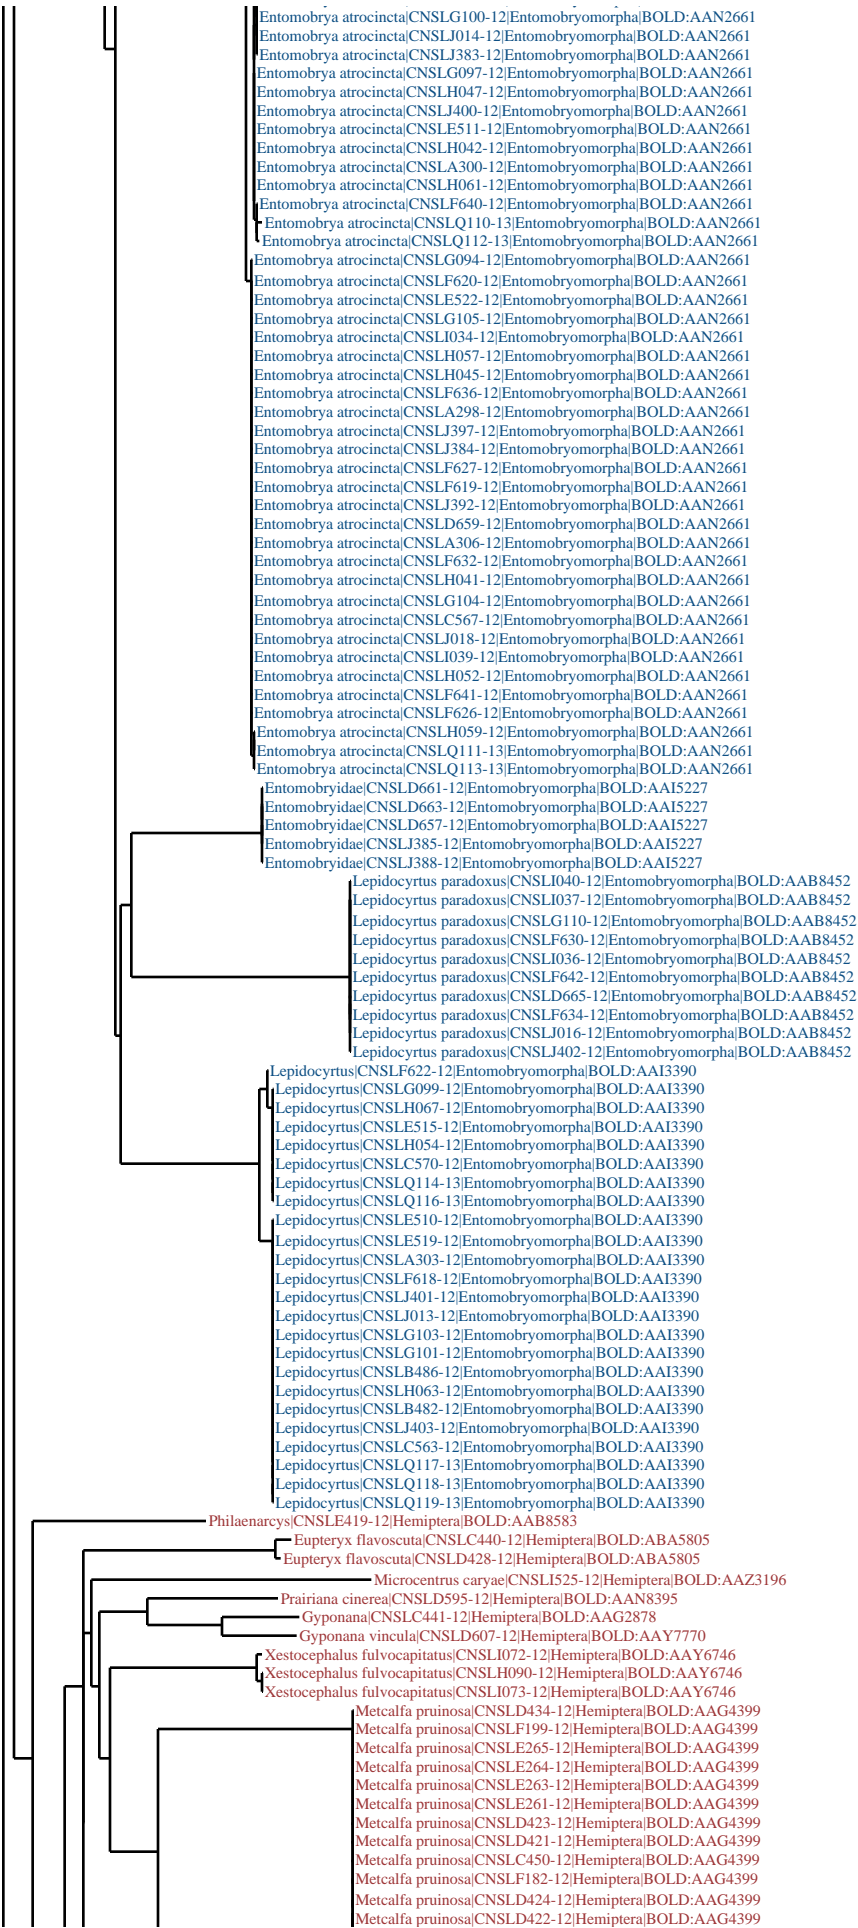 Entomobrya atrocincta|CNSLG100-12|Entomobryomorpha|BOLD:AAN2661
Entomobrya atrocincta|CNSLJ014-12|Entomobryomorpha|BOLD:AAN2661
Entomobrya atrocincta|CNSLJ383-12|Entomobryomorpha|BOLD:AAN2661
Entomobrya atrocincta|CNSLG097-12|Entomobryomorpha|BOLD:AAN2661
Entomobrya atrocincta|CNSLH047-12|Entomobryomorpha|BOLD:AAN2661
Entomobrya atrocincta|CNSLJ400-12|Entomobryomorpha|BOLD:AAN2661
Entomobrya atrocincta|CNSLE511-12|Entomobryomorpha|BOLD:AAN2661
Entomobrya atrocincta|CNSLH042-12|Entomobryomorpha|BOLD:AAN2661
Entomobrya atrocincta|CNSLA300-12|Entomobryomorpha|BOLD:AAN2661
Entomobrya atrocincta|CNSLH061-12|Entomobryomorpha|BOLD:AAN2661
Entomobrya atrocincta|CNSLF640-12|Entomobryomorpha|BOLD:AAN2661
Entomobrya atrocincta|CNSLQ110-13|Entomobryomorpha|BOLD:AAN2661
Entomobrya atrocincta|CNSLQ112-13|Entomobryomorpha|BOLD:AAN2661
Entomobrya atrocincta|CNSLG094-12|Entomobryomorpha|BOLD:AAN2661
Entomobrya atrocincta|CNSLF620-12|Entomobryomorpha|BOLD:AAN2661
Entomobrya atrocincta|CNSLE522-12|Entomobryomorpha|BOLD:AAN2661
Entomobrya atrocincta|CNSLG105-12|Entomobryomorpha|BOLD:AAN2661
Entomobrya atrocincta|CNSLI034-12|Entomobryomorpha|BOLD:AAN2661
Entomobrya atrocincta|CNSLH057-12|Entomobryomorpha|BOLD:AAN2661
Entomobrya atrocincta|CNSLH045-12|Entomobryomorpha|BOLD:AAN2661
Entomobrya atrocincta|CNSLF636-12|Entomobryomorpha|BOLD:AAN2661
Entomobrya atrocincta|CNSLA298-12|Entomobryomorpha|BOLD:AAN2661
Entomobrya atrocincta|CNSLJ397-12|Entomobryomorpha|BOLD:AAN2661
Entomobrya atrocincta|CNSLJ384-12|Entomobryomorpha|BOLD:AAN2661
Entomobrya atrocincta|CNSLF627-12|Entomobryomorpha|BOLD:AAN2661
Entomobrya atrocincta|CNSLF619-12|Entomobryomorpha|BOLD:AAN2661
Entomobrya atrocincta|CNSLJ392-12|Entomobryomorpha|BOLD:AAN2661
Entomobrya atrocincta|CNSLD659-12|Entomobryomorpha|BOLD:AAN2661
Entomobrya atrocincta|CNSLA306-12|Entomobryomorpha|BOLD:AAN2661
Entomobrya atrocincta|CNSLF632-12|Entomobryomorpha|BOLD:AAN2661
Entomobrya atrocincta|CNSLH041-12|Entomobryomorpha|BOLD:AAN2661
Entomobrya atrocincta|CNSLG104-12|Entomobryomorpha|BOLD:AAN2661
Entomobrya atrocincta|CNSLC567-12|Entomobryomorpha|BOLD:AAN2661
Entomobrya atrocincta|CNSLJ018-12|Entomobryomorpha|BOLD:AAN2661
Entomobrya atrocincta|CNSLI039-12|Entomobryomorpha|BOLD:AAN2661
Entomobrya atrocincta|CNSLH052-12|Entomobryomorpha|BOLD:AAN2661
Entomobrya atrocincta|CNSLF641-12|Entomobryomorpha|BOLD:AAN2661
Entomobrya atrocincta|CNSLF626-12|Entomobryomorpha|BOLD:AAN2661
Entomobrya atrocincta|CNSLH059-12|Entomobryomorpha|BOLD:AAN2661
Entomobrya atrocincta|CNSLQ111-13|Entomobryomorpha|BOLD:AAN2661
Entomobrya atrocincta|CNSLQ113-13|Entomobryomorpha|BOLD:AAN2661
Entomobryidae|CNSLD661-12|Entomobryomorpha|BOLD:AAI5227
Entomobryidae|CNSLD663-12|Entomobryomorpha|BOLD:AAI5227
Entomobryidae|CNSLD657-12|Entomobryomorpha|BOLD:AAI5227
Entomobryidae|CNSLJ385-12|Entomobryomorpha|BOLD:AAI5227
Entomobryidae|CNSLJ388-12|Entomobryomorpha|BOLD:AAI5227
Lepidocyrtus paradoxus|CNSLI040-12|Entomobryomorpha|BOLD:AAB8452
Lepidocyrtus paradoxus|CNSLI037-12|Entomobryomorpha|BOLD:AAB8452
Lepidocyrtus paradoxus|CNSLG110-12|Entomobryomorpha|BOLD:AAB8452
Lepidocyrtus paradoxus|CNSLF630-12|Entomobryomorpha|BOLD:AAB8452
Lepidocyrtus paradoxus|CNSLI036-12|Entomobryomorpha|BOLD:AAB8452
Lepidocyrtus paradoxus|CNSLF642-12|Entomobryomorpha|BOLD:AAB8452
Lepidocyrtus paradoxus|CNSLD665-12|Entomobryomorpha|BOLD:AAB8452
Lepidocyrtus paradoxus|CNSLF634-12|Entomobryomorpha|BOLD:AAB8452
Lepidocyrtus paradoxus|CNSLJ016-12|Entomobryomorpha|BOLD:AAB8452
Lepidocyrtus paradoxus|CNSLJ402-12|Entomobryomorpha|BOLD:AAB8452
Lepidocyrtus|CNSLF622-12|Entomobryomorpha|BOLD:AAI3390
Lepidocyrtus|CNSLG099-12|Entomobryomorpha|BOLD:AAI3390
Lepidocyrtus|CNSLH067-12|Entomobryomorpha|BOLD:AAI3390
Lepidocyrtus|CNSLE515-12|Entomobryomorpha|BOLD:AAI3390
Lepidocyrtus|CNSLH054-12|Entomobryomorpha|BOLD:AAI3390
Lepidocyrtus|CNSLC570-12|Entomobryomorpha|BOLD:AAI3390
Lepidocyrtus|CNSLQ114-13|Entomobryomorpha|BOLD:AAI3390
Lepidocyrtus|CNSLQ116-13|Entomobryomorpha|BOLD:AAI3390
Lepidocyrtus|CNSLE510-12|Entomobryomorpha|BOLD:AAI3390
Lepidocyrtus|CNSLE519-12|Entomobryomorpha|BOLD:AAI3390
Lepidocyrtus|CNSLA303-12|Entomobryomorpha|BOLD:AAI3390
Lepidocyrtus|CNSLF618-12|Entomobryomorpha|BOLD:AAI3390
Lepidocyrtus|CNSLJ401-12|Entomobryomorpha|BOLD:AAI3390
Lepidocyrtus|CNSLJ013-12|Entomobryomorpha|BOLD:AAI3390
Lepidocyrtus|CNSLG103-12|Entomobryomorpha|BOLD:AAI3390
Lepidocyrtus|CNSLG101-12|Entomobryomorpha|BOLD:AAI3390
Lepidocyrtus|CNSLB486-12|Entomobryomorpha|BOLD:AAI3390
Lepidocyrtus|CNSLH063-12|Entomobryomorpha|BOLD:AAI3390
Lepidocyrtus|CNSLB482-12|Entomobryomorpha|BOLD:AAI3390
Lepidocyrtus|CNSLJ403-12|Entomobryomorpha|BOLD:AAI3390
Lepidocyrtus|CNSLC563-12|Entomobryomorpha|BOLD:AAI3390
Lepidocyrtus|CNSLQ117-13|Entomobryomorpha|BOLD:AAI3390
Lepidocyrtus|CNSLQ118-13|Entomobryomorpha|BOLD:AAI3390
Lepidocyrtus|CNSLQ119-13|Entomobryomorpha|BOLD:AAI3390
Philaenarcys|CNSLE419-12|Hemiptera|BOLD:AAB8583
Eupteryx flavoscuta|CNSLC440-12|Hemiptera|BOLD:ABA5805
Eupteryx flavoscuta|CNSLD428-12|Hemiptera|BOLD:ABA5805
Microcentrus caryae|CNSLI525-12|Hemiptera|BOLD:AAZ3196
Prairiana cinerea|CNSLD595-12|Hemiptera|BOLD:AAN8395
Gyponana|CNSLC441-12|Hemiptera|BOLD:AAG2878
Gyponana vincula|CNSLD607-12|Hemiptera|BOLD:AAY7770
Xestocephalus fulvocapitatus|CNSLI072-12|Hemiptera|BOLD:AAY6746
Xestocephalus fulvocapitatus|CNSLH090-12|Hemiptera|BOLD:AAY6746
Xestocephalus fulvocapitatus|CNSLI073-12|Hemiptera|BOLD:AAY6746
Metcalfa pruinosa|CNSLD434-12|Hemiptera|BOLD:AAG4399
Metcalfa pruinosa|CNSLF199-12|Hemiptera|BOLD:AAG4399
Metcalfa pruinosa|CNSLE265-12|Hemiptera|BOLD:AAG4399
Metcalfa pruinosa|CNSLE264-12|Hemiptera|BOLD:AAG4399
Metcalfa pruinosa|CNSLE263-12|Hemiptera|BOLD:AAG4399
Metcalfa pruinosa|CNSLE261-12|Hemiptera|BOLD:AAG4399
Metcalfa pruinosa|CNSLD423-12|Hemiptera|BOLD:AAG4399
Metcalfa pruinosa|CNSLD421-12|Hemiptera|BOLD:AAG4399
Metcalfa pruinosa|CNSLC450-12|Hemiptera|BOLD:AAG4399
Metcalfa pruinosa|CNSLF182-12|Hemiptera|BOLD:AAG4399
Metcalfa pruinosa|CNSLD424-12|Hemiptera|BOLD:AAG4399
Metcalfa pruinosa|CNSLD422-12|Hemiptera|BOLD:AAG4399